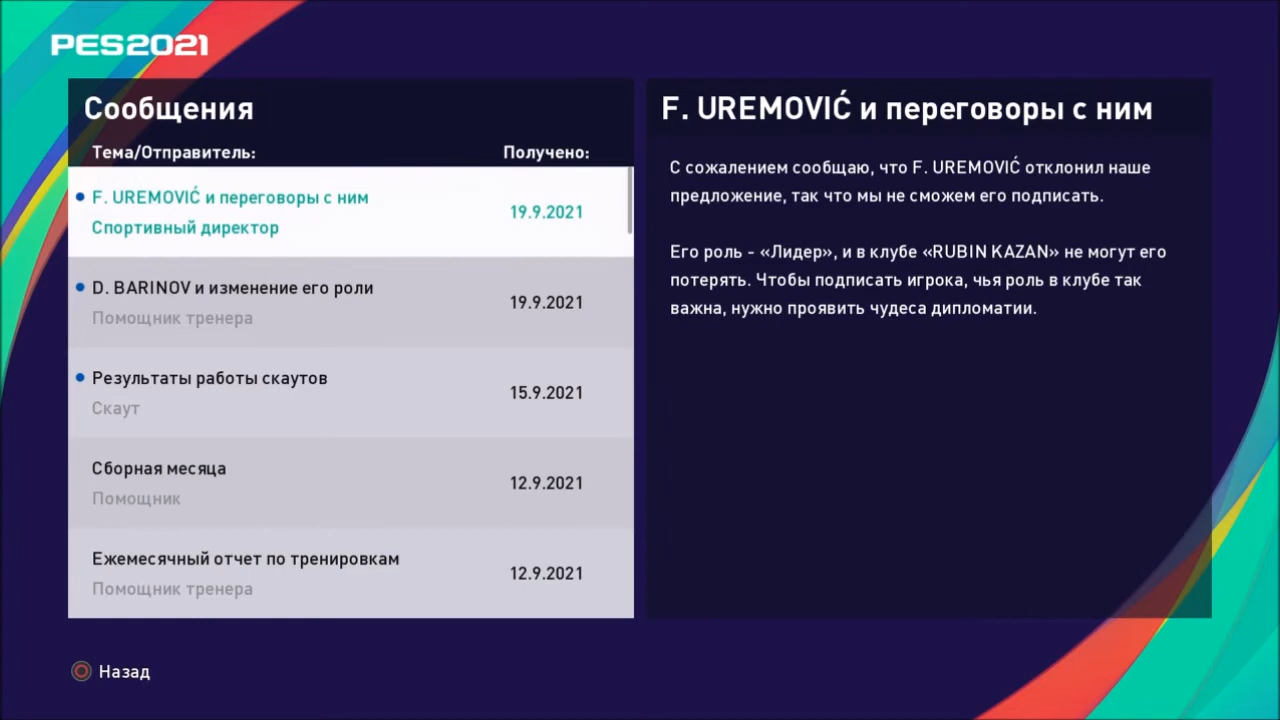 PES2021
Сообщения
Тема/Отправитель: Получено:
F. UREMOVIĆ и переговоры с ним
Спортивный директор
19.9.2021
D. BARINOV и изменение его роли
Помощник тренера
19.9.2021
Результаты работы скаутов
Скаут
15.9.2021
Сборная месяца
Помощник
12.9.2021
Ежемесячный отчет по тренировкам
Помощник тренера
12.9.2021
F. UREMOVIĆ и переговоры с ним
С сожалением сообщаю, что F. UREMOVIĆ отклонил наше
предложение, так что мы не сможем его подписать.
Его роль - «Лидер», и в клубе «RUBIN KAZAN» не могут его
потерять. Чтобы подписать игрока, чья роль в клубе так
важна, нужно проявить чудеса дипломатии.
Назад